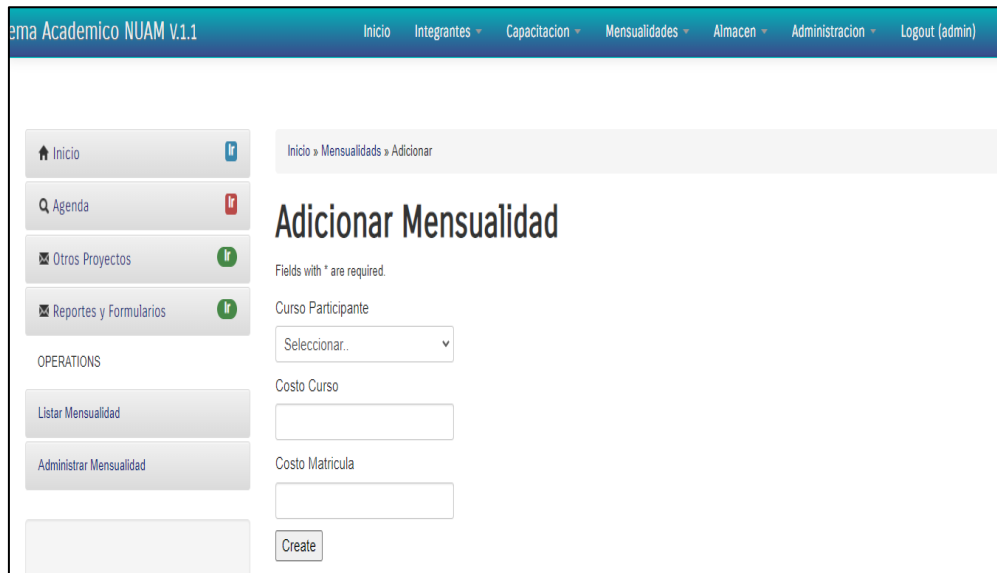 ema Academico NUAM V.1.1
Inicio Integrantes Capacitacion Mensualidades Almacen Administracion Logout (admin)
Inicio Ir
Agenda Ir
Otros Proyectos Ir
Reportes y Formularios Ir
OPERATIONS
Listar Mensualidad
Administrar Mensualidad
Inicio » Mensualidads » Adicionar
Adicionar Mensualidad
Fields with * are required.
Curso Participante
Seleccionar..
Costo Curso
Costo Matricula
Create